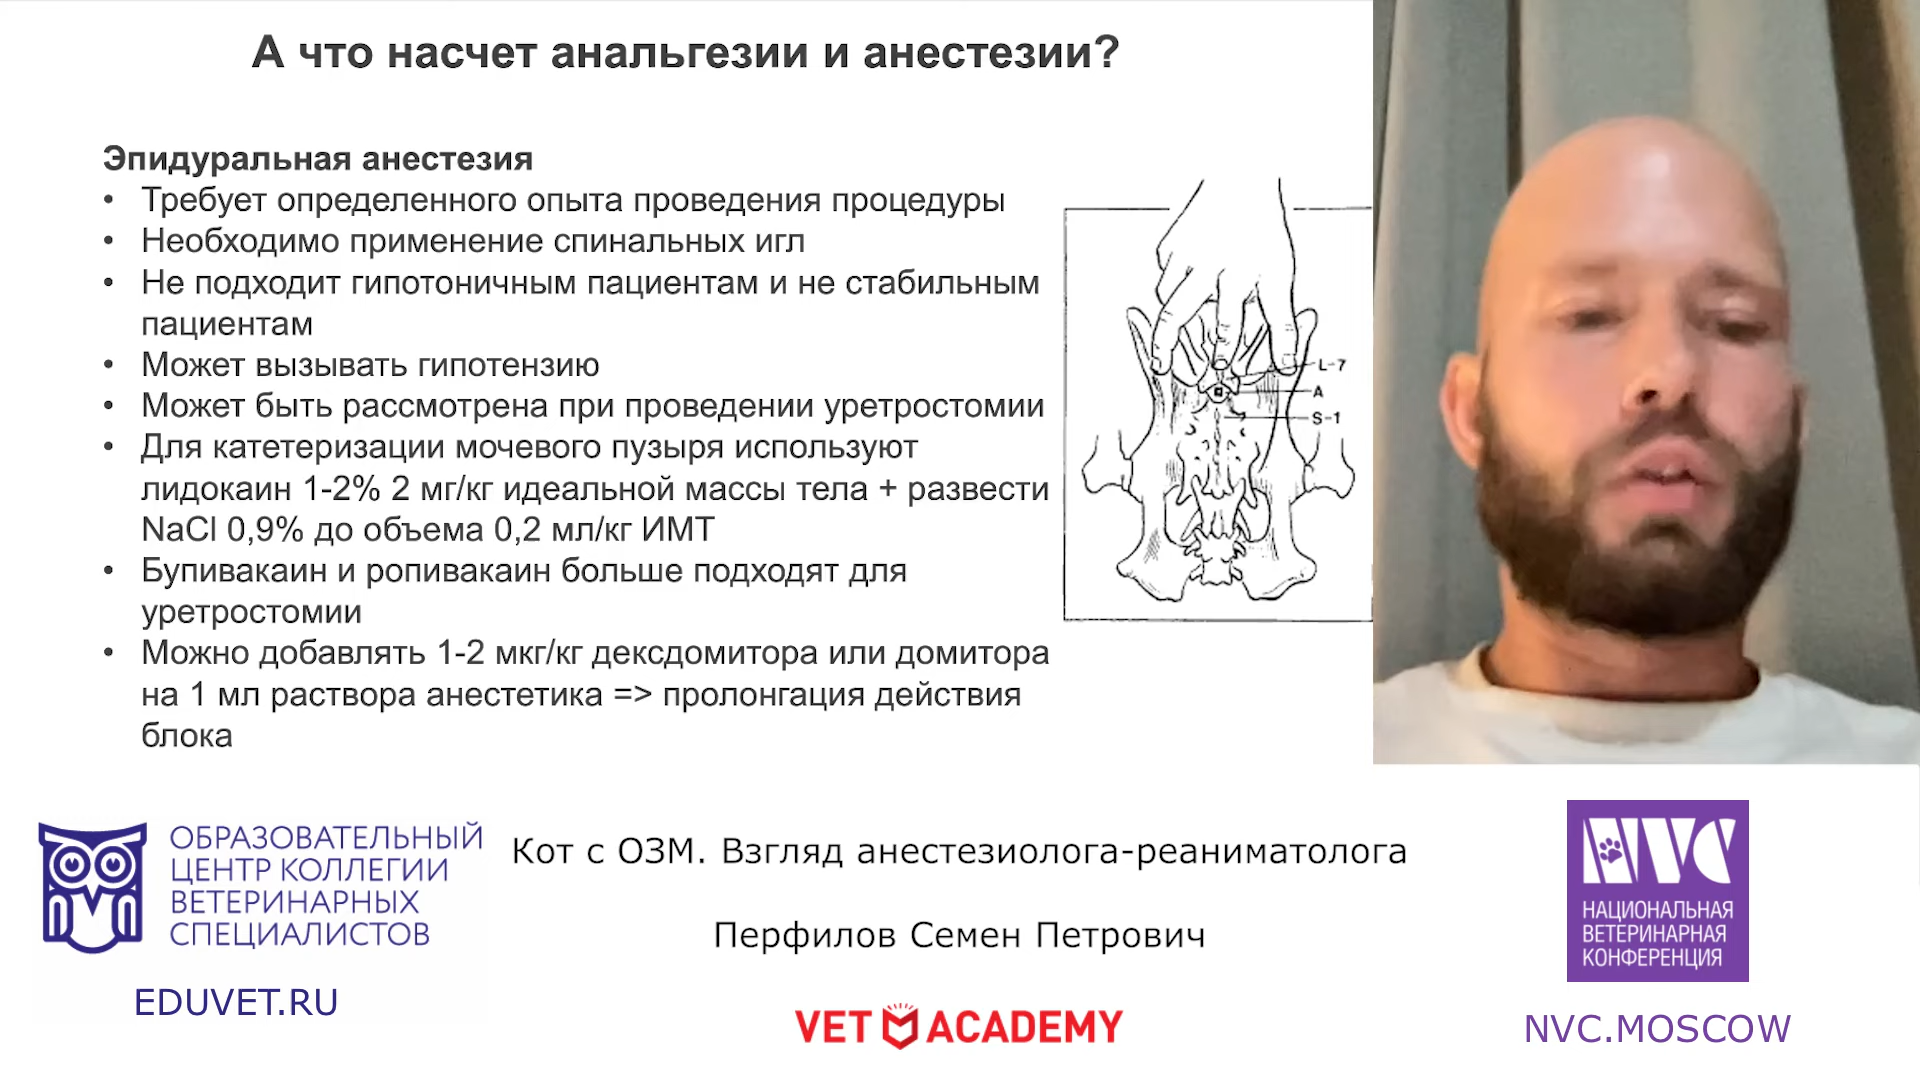 А что насчет анальгезии и анестезии?
Эпидуральная анестезия
• Требует определенного опыта проведения процедуры
• Необходимо применение спинальных игл
• Не подходит гипотоничным пациентам и не стабильным
пациентам
• Может вызывать гипотензию
• Может быть рассмотрена при проведении уретростомии
• Для катетеризации мочевого пузыря используют
лидокаин 1-2% 2 мг/кг идеальной массы тела + развести
NaCl 0,9% до объема 0,2 мл/кг ИМТ
• Бупивакаин и ропивакаин больше подходят для
уретростомии
• Можно добавлять 1-2 мкг/кг дексдомитора или домитора
на 1 мл раствора анестетика => пролонгация действия
блока
L-7
A
S-1
ОБРАЗОВАТЕЛЬНЫЙ
ЦЕНТР КОЛЛЕГИИ
ВЕТЕРИНАРНЫХ
СПЕЦИАЛИСТОВ
EDUVET.RU
Кот с ОЗМ. Взгляд анестезиолога-реаниматолога
Перфилов Семен Петрович
VET ACADEMY
NVC
НАЦИОНАЛЬНАЯ
ВЕТЕРИНАРНАЯ
КОНФЕРЕНЦИЯ
NVC.MOSCOW